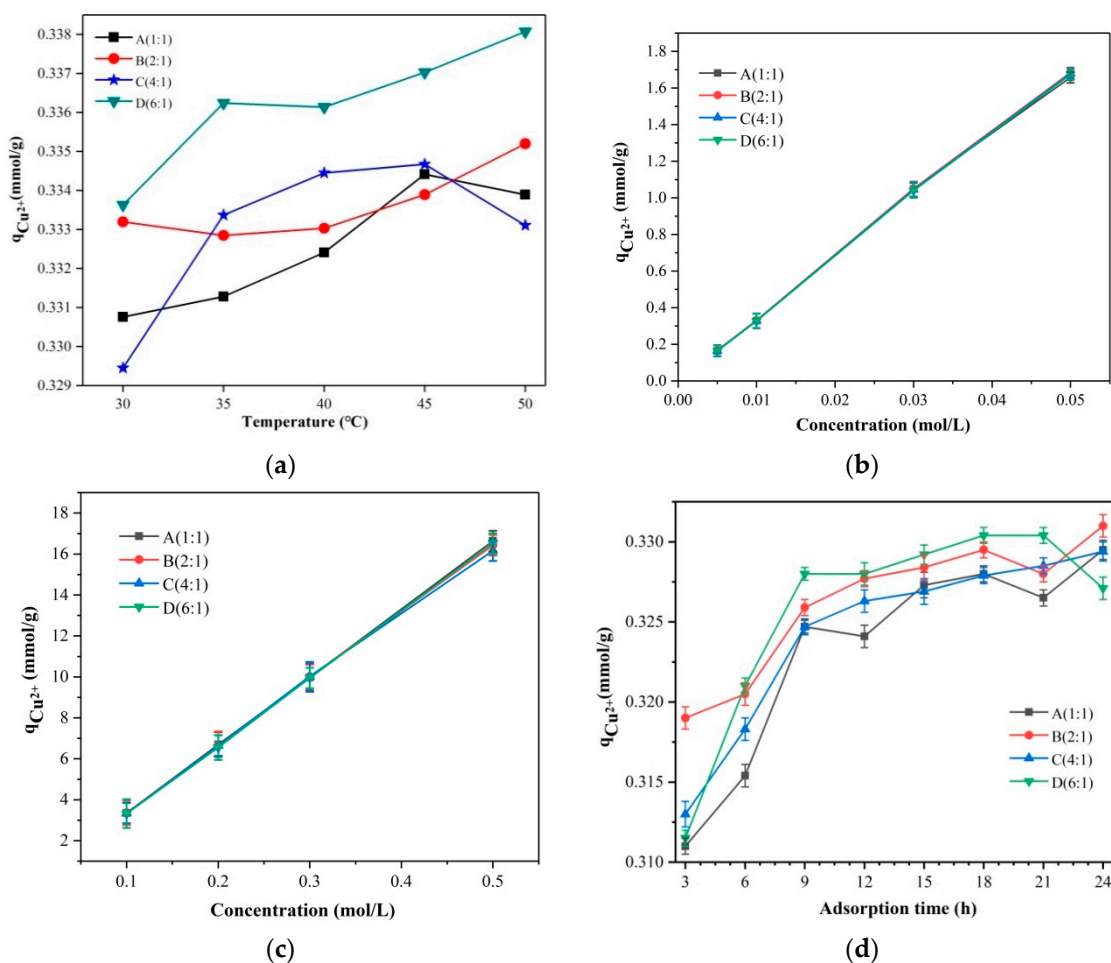 0.338
0.337
0.336
0.335
0.334
0.333
0.332
0.331
0.330
0.329
qCu²⁺(mmol/g)
A(1:1)
B(2:1)
C(4:1)
D(6:1)
30 35 40 45 50
Temperature (°C)
(a)
1.8
1.6
1.4
1.2
1.0
0.8
0.6
0.4
0.2
0.0
qCu²⁺ (mmol/g)
A(1:1)
B(2:1)
C(4:1)
D(6:1)
0.00 0.01 0.02 0.03 0.04 0.05
Concentration (mol/L)
(b)
18
16
14
12
10
8
6
4
2
qCu²⁺ (mmol/g)
A(1:1)
B(2:1)
C(4:1)
D(6:1)
0.1 0.2 0.3 0.4 0.5
Concentration (mol/L)
(c)
0.330
0.325
0.320
0.315
0.310
qCu²⁺(mmol/g)
A(1:1)
B(2:1)
C(4:1)
D(6:1)
3 6 9 12 15 18 21 24
Adsorption time (h)
(d)